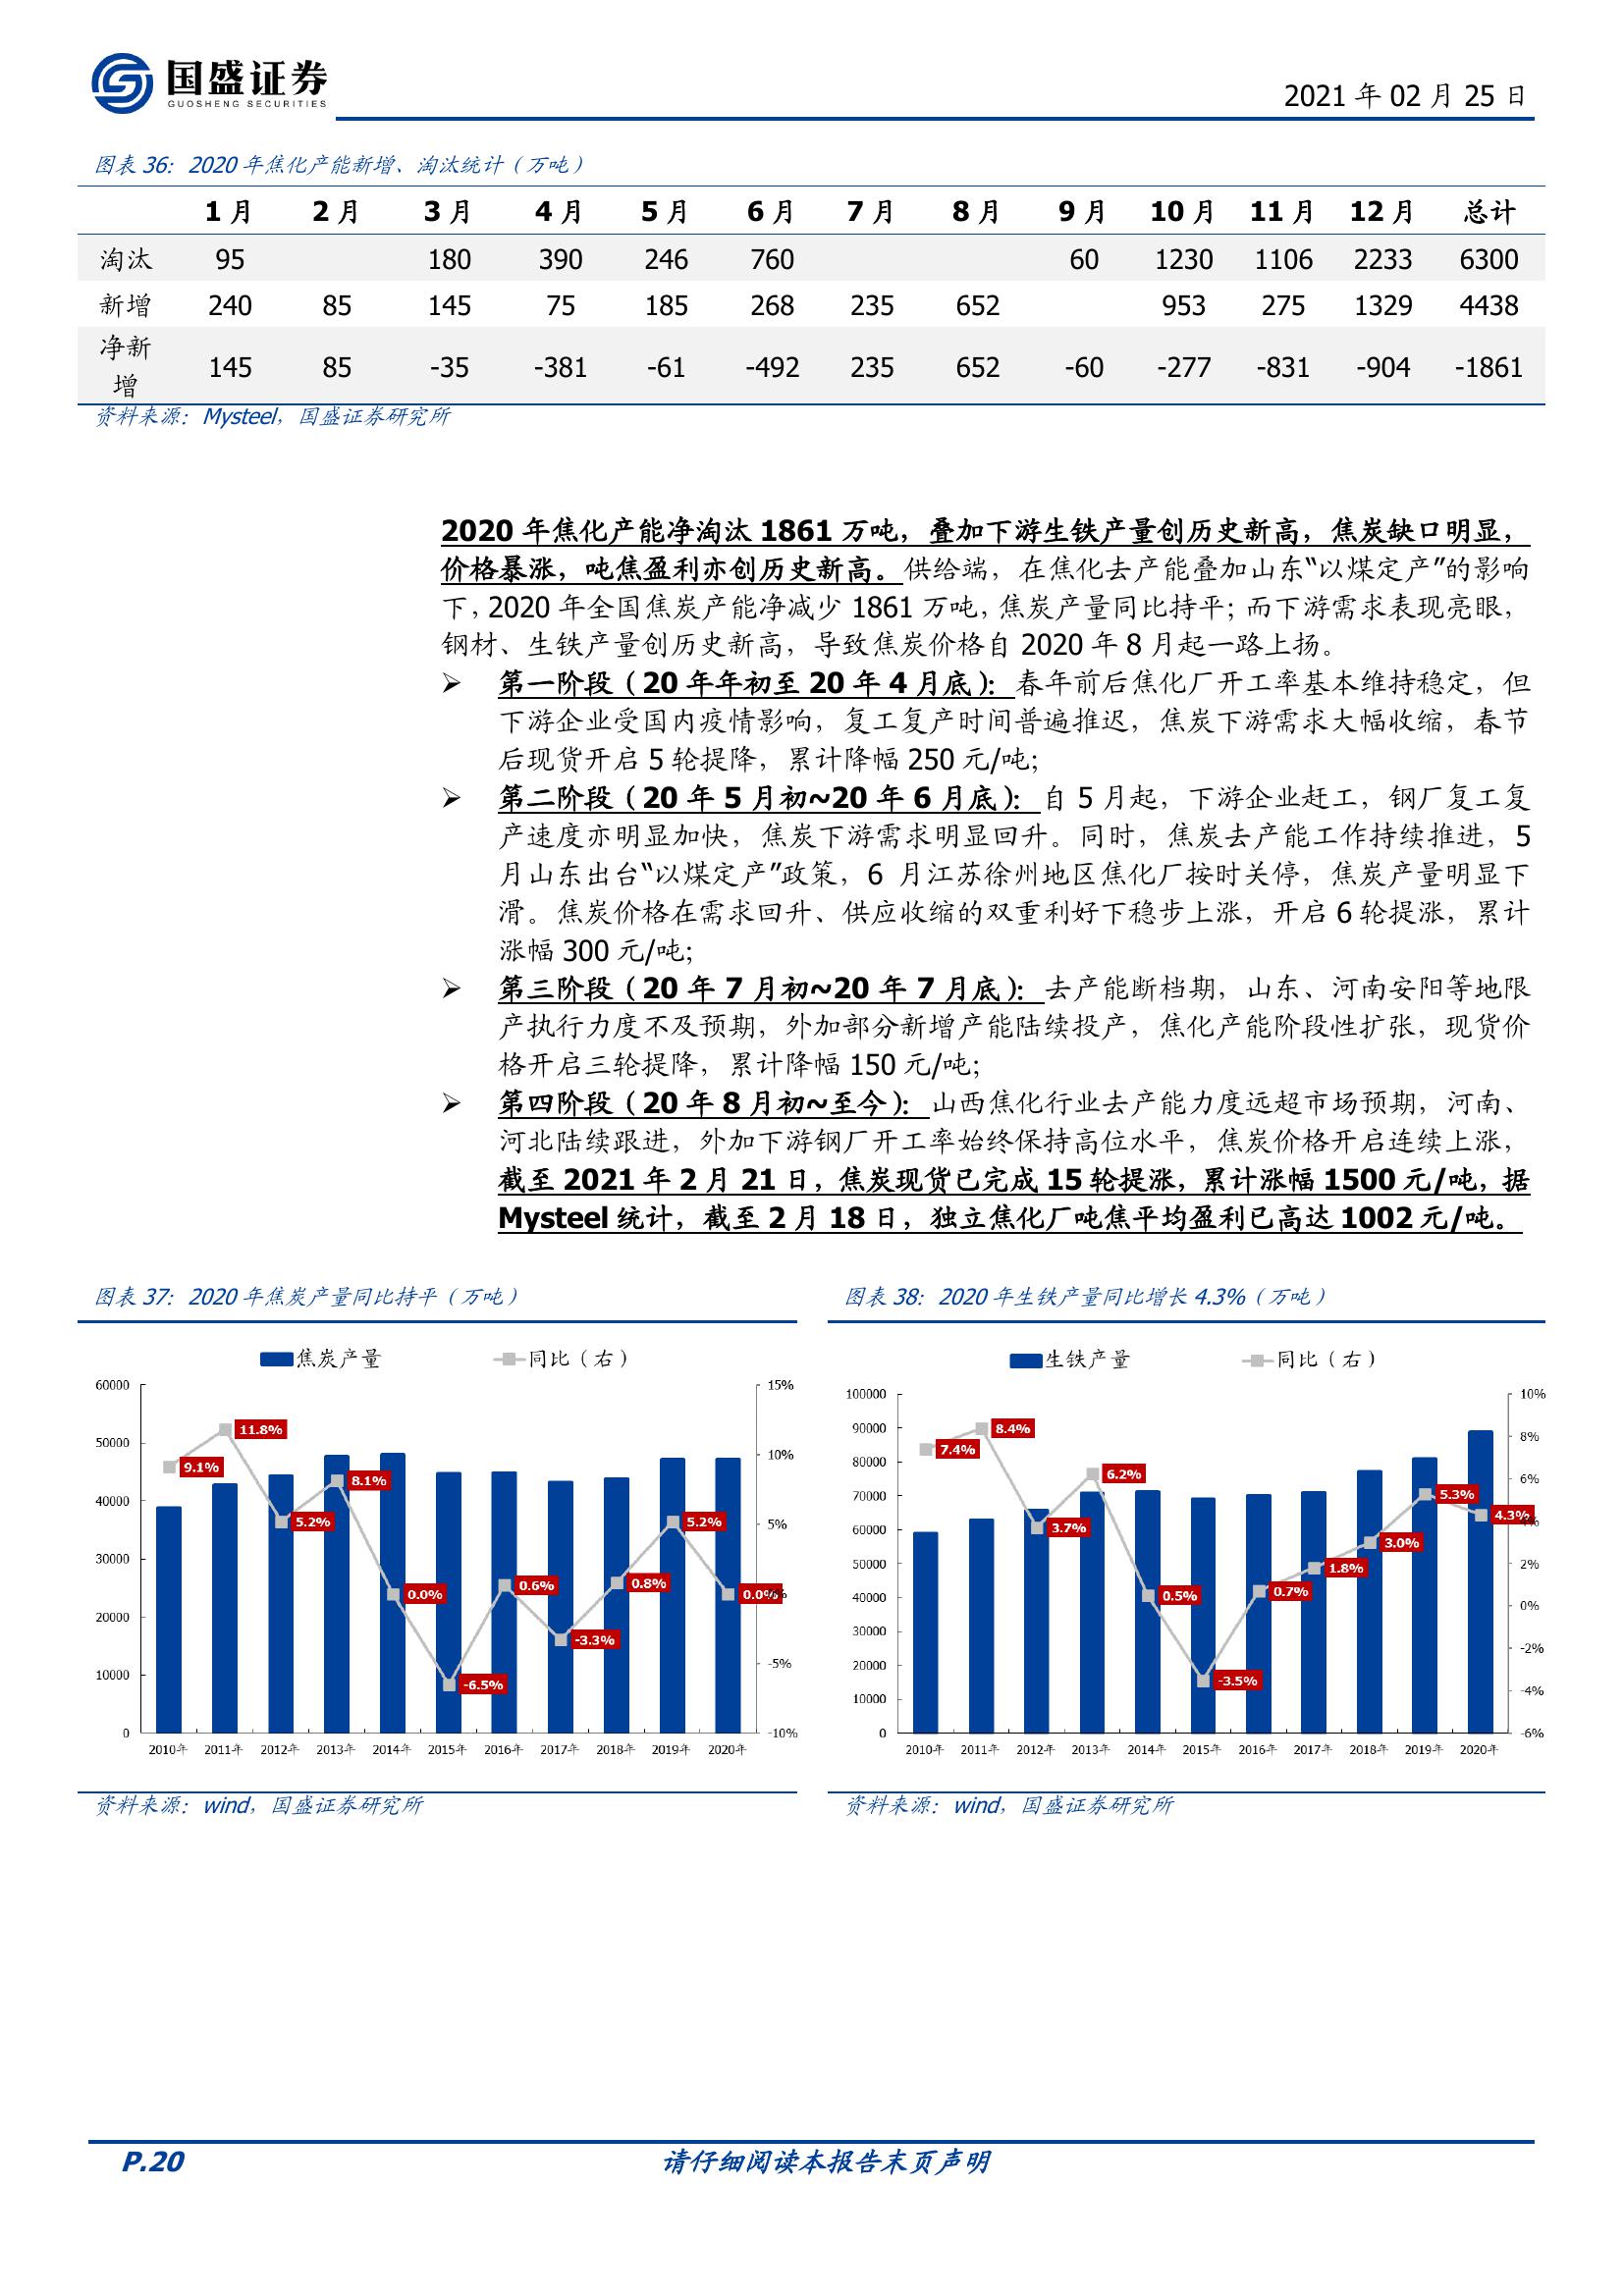 国盛证券
GUOSHENG SECURITIES
2021 年 02 月 25 日
图表 36：2020 年焦化产能新增、淘汰统计（万吨）
1 月 2 月 3 月 4 月 5 月 6 月 7 月 8 月 9 月 10 月 11 月 12 月 总计
淘汰 95 180 390 246 760 60 1230 1106 2233 6300
新增 240 85 145 75 185 268 235 652 953 275 1329 4438
净新
增 145 85 -35 -381 -61 -492 235 652 -60 -277 -831 -904 -1861
资料来源：Mysteel，国盛证券研究所
2020 年焦化产能净淘汰 1861 万吨，叠加下游生铁产量创历史新高，焦炭缺口明显，
价格暴涨，吨焦盈利亦创历史新高。供给端，在焦化去产能叠加山东“以煤定产”的影响
下，2020 年全国焦炭产能净减少 1861 万吨，焦炭产量同比持平；而下游需求表现亮眼，
钢材、生铁产量创历史新高，导致焦炭价格自 2020 年 8 月起一路上扬。
➢ 第一阶段（20 年年初至 20 年 4 月底）：春年前后焦化厂开工率基本维持稳定，但
下游企业受国内疫情影响，复工复产时间普遍推迟，焦炭下游需求大幅收缩，春节
后现货开启 5 轮提降，累计降幅 250 元/吨；
➢ 第二阶段（20 年 5 月初~20 年 6 月底）：自 5 月起，下游企业赶工，钢厂复工复
产速度亦明显加快，焦炭下游需求明显回升。同时，焦炭去产能工作持续推进，5
月山东出台“以煤定产”政策，6 月江苏徐州地区焦化厂按时关停，焦炭产量明显下
滑。焦炭价格在需求回升、供应收缩的双重利好下稳步上涨，开启 6 轮提涨，累计
涨幅 300 元/吨；
➢ 第三阶段（20 年 7 月初~20 年 7 月底）：去产能断档期，山东、河南安阳等地限
产执行力度不及预期，外加部分新增产能陆续投产，焦化产能阶段性扩张，现货价
格开启三轮提降，累计降幅 150 元/吨；
➢ 第四阶段（20 年 8 月初~至今）：山西焦化行业去产能力度远超市场预期，河南、
河北陆续跟进，外加下游钢厂开工率始终保持高位水平，焦炭价格开启连续上涨，
截至 2021 年 2 月 21 日，焦炭现货已完成 15 轮提涨，累计涨幅 1500 元/吨，据
Mysteel 统计，截至 2 月 18 日，独立焦化厂吨焦平均盈利已高达 1002 元/吨。
图表 37：2020 年焦炭产量同比持平（万吨）
焦炭产量 同比（右）
60000
50000
40000
30000
20000
10000
0
15%
10%
5%
0%
-5%
-10%
9.1% 11.8% 5.2% 8.1% 0.0% -6.5% 0.6% -3.3% 0.8% 5.2% 0.0%
2010年 2011年 2012年 2013年 2014年 2015年 2016年 2017年 2018年 2019年 2020年
资料来源：wind，国盛证券研究所
图表 38：2020 年生铁产量同比增长 4.3%（万吨）
生铁产量 同比（右）
100000
90000
80000
70000
60000
50000
40000
30000
20000
10000
0
10%
8%
6%
4%
2%
0%
-2%
-4%
-6%
7.4% 8.4% 3.7% 6.2% 0.5% -3.5% 0.7% 1.8% 3.0% 5.3% 4.3%
2010年 2011年 2012年 2013年 2014年 2015年 2016年 2017年 2018年 2019年 2020年
资料来源：wind，国盛证券研究所
P.20
请仔细阅读本报告末页声明